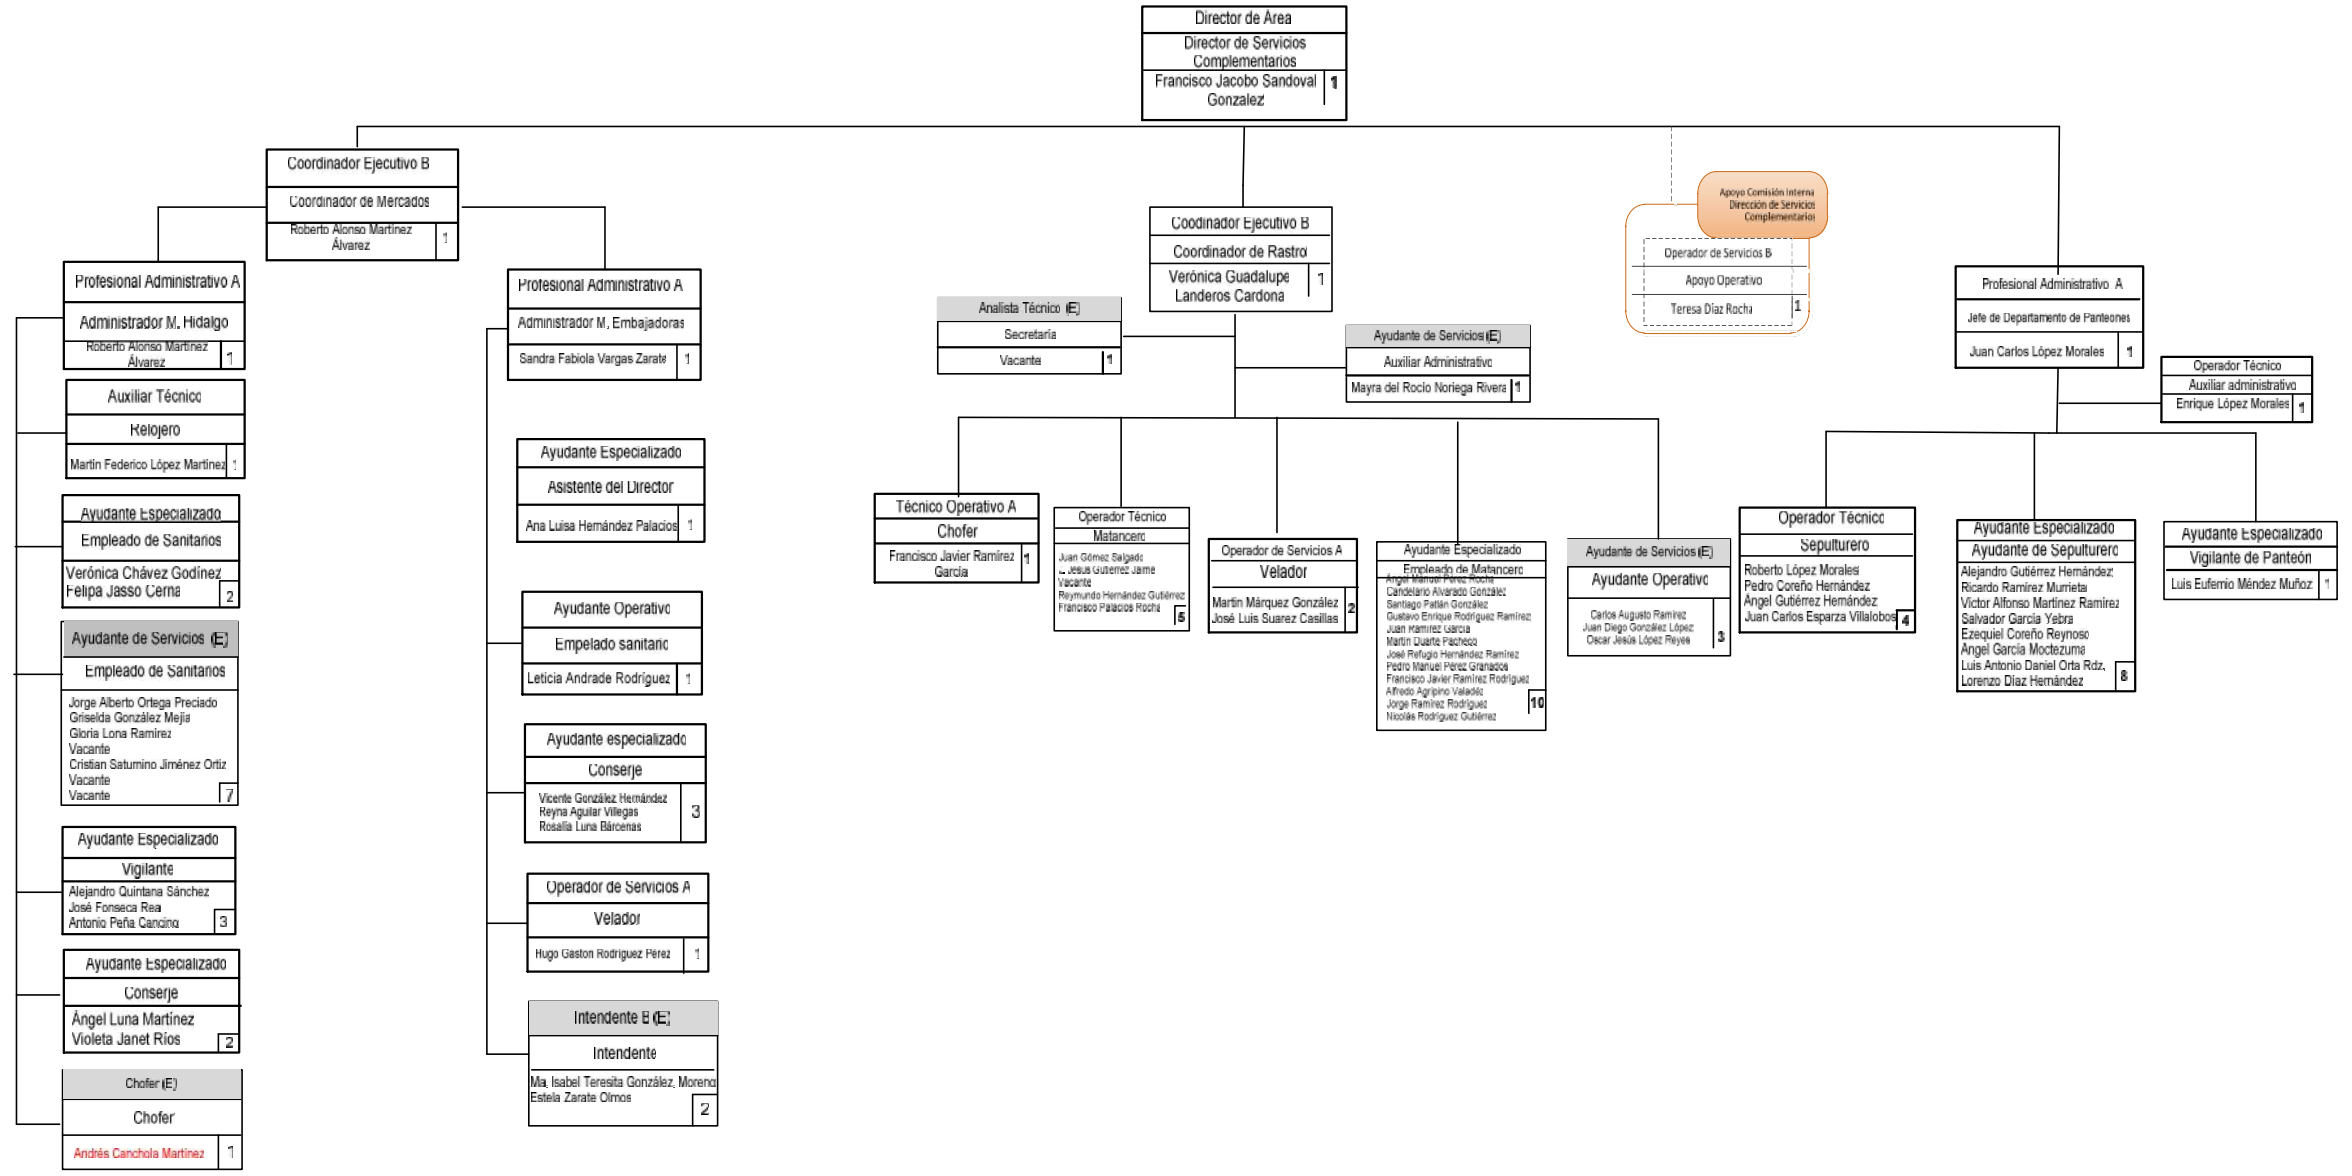 Director de Área
Director de Servicios
Complementarios
Francisco Jacobo Sandoval
Gonzalez
1
Coordinador Ejecutivo B
Coordinador de Mercados
Roberto Alonso Martínez
Álvarez
1
Profesional Administrativo A
Administrador M. Hidalgo
Roberto Alonso Martínez
Álvarez
1
Auxiliar Técnico
Relojero
Martín Federico López Martínez
1
Ayudante Especializado
Empleado de Sanitarios
Verónica Chávez Godínez
Felipa Jasso Cerna
2
Ayudante de Servicios (E)
Empleado de Sanitarios
Jorge Alberto Ortega Preciado
Griselda González Mejía
Gloria Lona Ramírez
Vacante
Cristian Saturnino Jiménez Ortiz
Vacante
Vacante
7
Ayudante Especializado
Vigilante
Alejandro Quintana Sánchez
José Fonseca Rea
Antonio Peña Cancino
3
Ayudante Especializado
Conserje
Ángel Luna Martínez
Violeta Janet Ríos
2
Chofer (E)
Chofer
Andrés Canchola Martínez
1
Profesional Administrativo A
Administrador M. Embajadoras
Sandra Fabiola Vargas Zarate
1
Ayudante Especializado
Asistente del Director
Ana Luisa Hernández Palacios
1
Ayudante Operativo
Empelado sanitario
Leticia Andrade Rodríguez
1
Ayudante especializado
Conserje
Vicente González Hernández
Reyna Aguilar Villegas
Rosalía Luna Bárcenas
3
Operador de Servicios A
Velador
Hugo Gaston Rodríguez Pérez
1
Intendente B (E)
Intendente
Ma. Isabel Teresita González. Moreno
Estela Zarate Olmos
2
Coodinador Ejecutivo B
Coordinador de Rastro
Verónica Guadalupe
Landeros Cardona
1
Analista Técnico (E)
Secretaria
Vacante
1
Ayudante de Servicios (E)
Auxiliar Administrativo
Mayra del Rocío Noriega Rivera
1
Técnico Operativo A
Chofer
Francisco Javier Ramírez
García
1
Operador Técnico
Matancero
Juan Gómez Salgado
J. Jesús Gutiérrez Jaime
Vacante
Reymundo Hernández Gutiérrez
Francisco Palacios Rocha
5
Operador de Servicios A
Velador
Martín Márquez González
José Luis Suarez Casillas
2
Ayudante Especializado
Empleado de Matancero
Ángel Manuel Pérez Rocha
Candelario Alvarado González
Santiago Patlán González
Gustavo Enrique Rodríguez Ramírez
Juan Ramírez García
Martín Duarte Pacheco
José Refugio Hernández Ramírez
Pedro Manuel Pérez Granados
Francisco Javier Ramírez Rodríguez
Alfredo Agripino Valadéz
Jorge Ramírez Rodríguez
Nicolás Rodríguez Gutiérrez
10
Ayudante de Servicios (E)
Ayudante Operativo
Carlos Augusto Ramírez
Juan Diego González López
Oscar Jesús López Reyes
3
Apoyo Comisión Interna
Dirección de Servicios
Complementarios
Operador de Servicios B
Apoyo Operativo
Teresa Díaz Rocha
1
Profesional Administrativo A
Jefe de Departamento de Panteones
Juan Carlos López Morales
1
Operador Técnico
Auxiliar administrativo
Enrique López Morales
1
Operador Técnico
Sepulturero
Roberto López Morales
Pedro Coreño Hernández
Ángel Gutiérrez Hernández
Juan Carlos Esparza Villalobos
4
Ayudante Especializado
Ayudante de Sepulturero
Alejandro Gutiérrez Hernández
Ricardo Ramírez Murrieta
Víctor Alfonso Martínez Ramírez
Salvador García Yebra
Ezequiel Coreño Reynoso
Ángel García Moctezuma
Luis Antonio Daniel Orta Rdz.
Lorenzo Díaz Hernández
8
Ayudante Especializado
Vigilante de Panteón
Luis Eufemio Méndez Muñoz
1